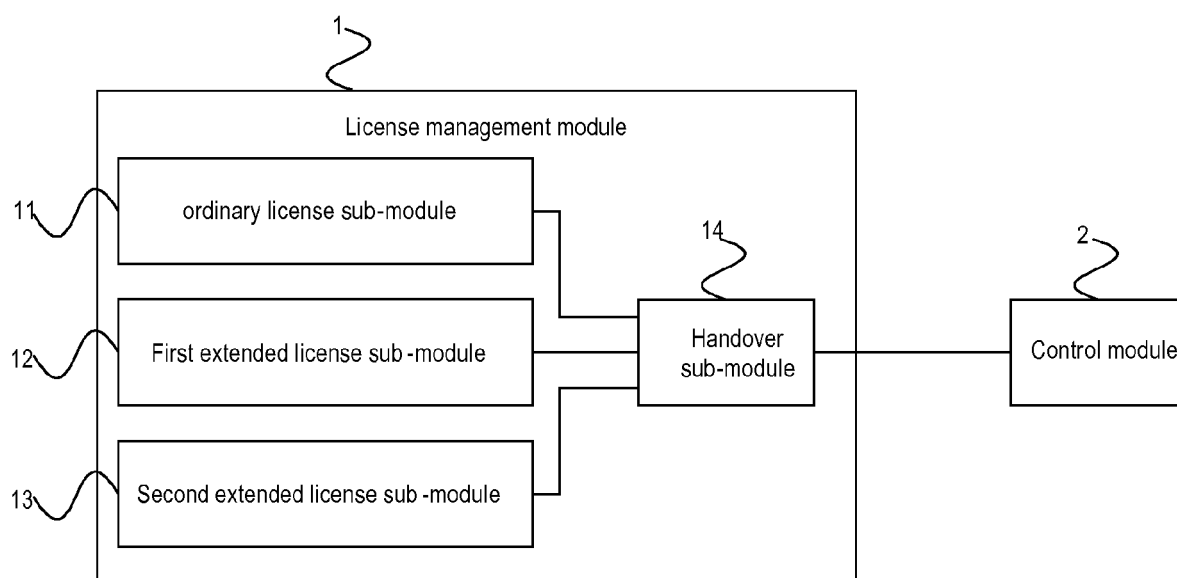 1
License management module
11
ordinary license sub-module
14
2
12
First extended license sub-module
Handover
sub-module
Control module
13
Second extended license sub-module